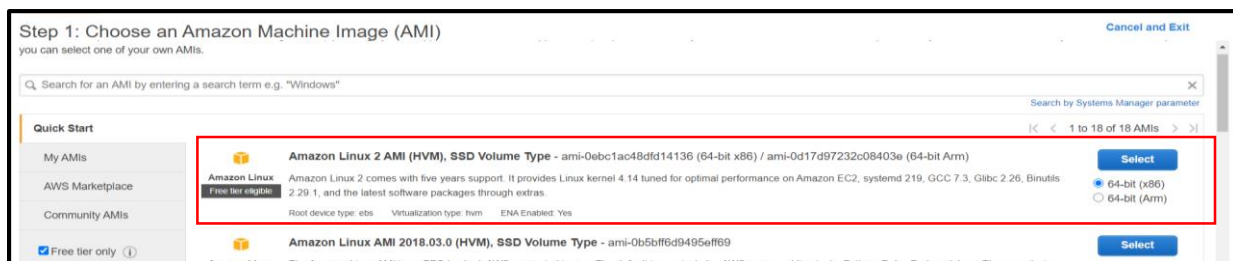 Step 1: Choose an Amazon Machine Image (AMI)
Cancel and Exit
you can select one of your own AMIs.
Search for an AMI by entering a search term e.g. "Windows"
Search by Systems Manager parameter
Quick Start
1 to 18 of 18 AMIs
My AMIs
AWS Marketplace
Community AMIs
Free tier only
Amazon Linux
Free tier eligible
Amazon Linux 2 AMI (HVM), SSD Volume Type - ami-0ebc1ac48dfd14136 (64-bit x86) / ami-0d17d97232c08403e (64-bit Arm)
Amazon Linux 2 comes with five years support. It provides Linux kernel 4.14 tuned for optimal performance on Amazon EC2, systemd 219, GCC 7.3, Glibc 2.26, Binutils
2.29.1, and the latest software packages through extras.
Root device type: ebs Virtualization type: hvm ENA Enabled: Yes
Select
64-bit (x86)
64-bit (Arm)
Amazon Linux AMI 2018.03.0 (HVM), SSD Volume Type - ami-0b5bff6d9495eff69
Select